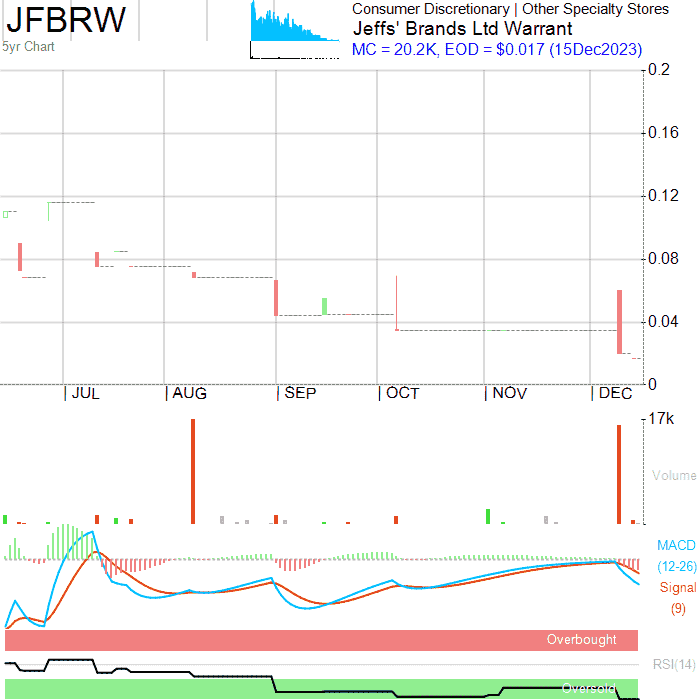 JFBRW
5yr Chart
Consumer Discretionary | Other Specialty Stores
Jeffs' Brands Ltd Warrant
MC = 20.2K, EOD = $0.017 (15Dec2023)
0.2
0.16
0.12
0.08
0.04
0
| JUL | AUG | SEP | OCT | NOV | DEC
17k
Volume
MACD
(12-26)
Signal
(9)
Overbought
RSI(14)
Oversold